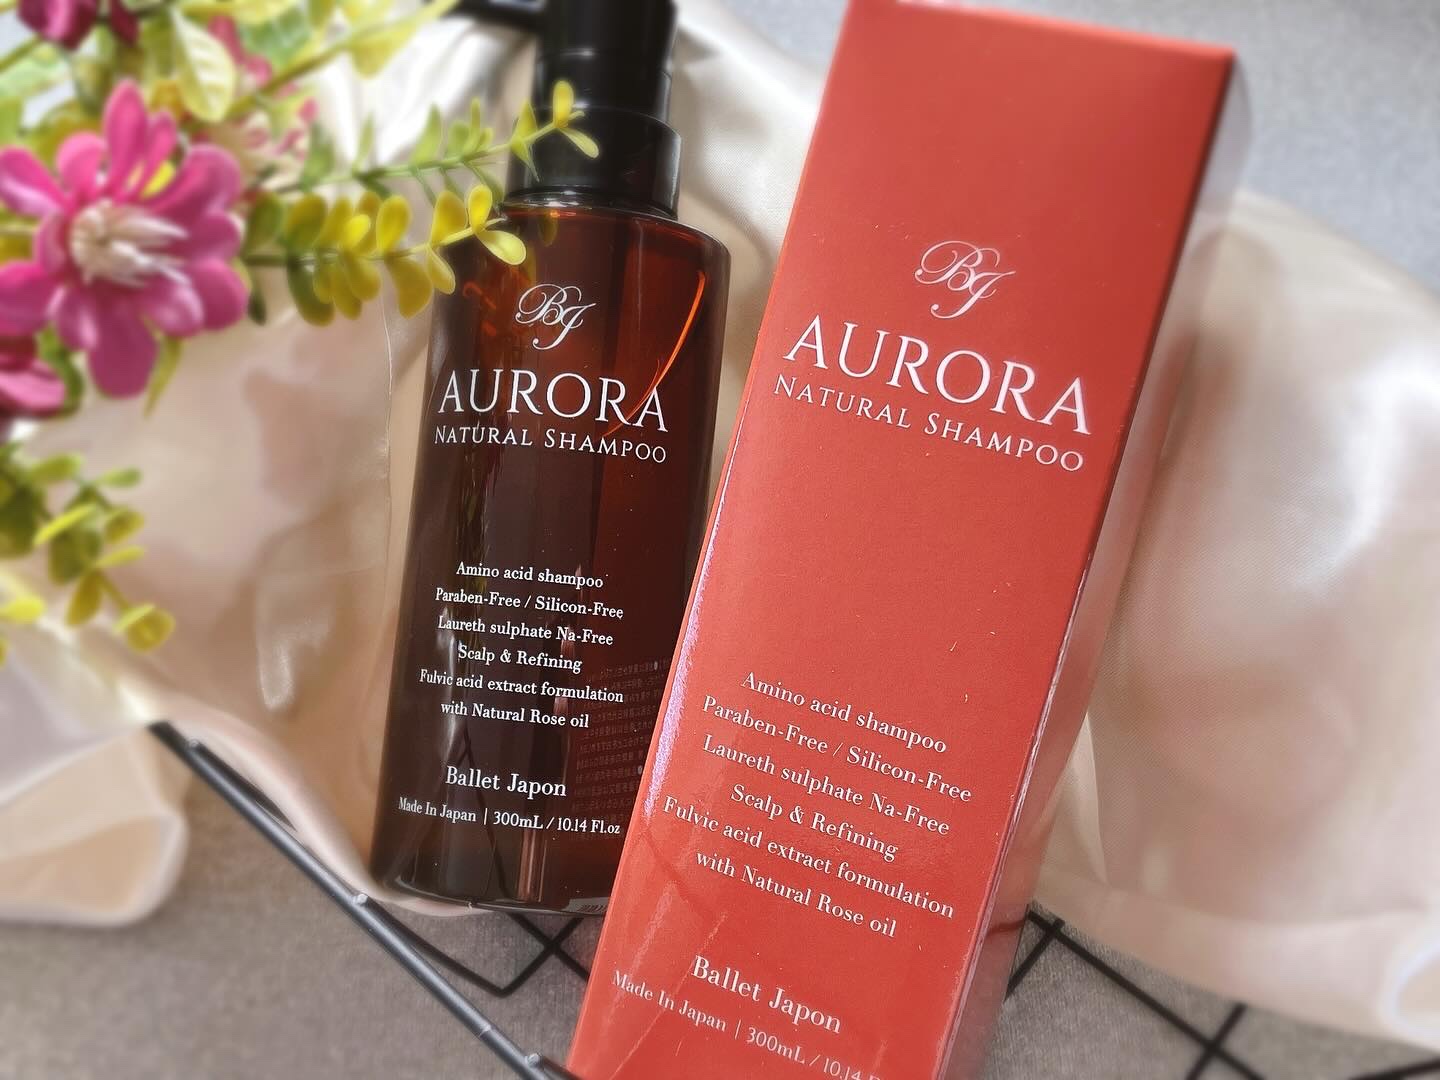 BJ
AURORA
NATURAL SHAMPOO
Amino acid shampoo
Paraben-Free / Silicon-Free
Laureth sulphate Na-Free
Scalp & Refining
Fulvic acid extract formulation
with Natural Rose oil
Ballet Japon
Made In Japan | 300mL / 10.14 Fl.oz
BJ
AURORA
NATURAL SHAMPOO
Amino acid shampoo
Paraben-Free / Silicon-Free
Laureth sulphate Na-Free
Scalp & Refining
Fulvic acid extract formulation
with Natural Rose oil
Ballet Japon
Made In Japan | 300mL / 10.14